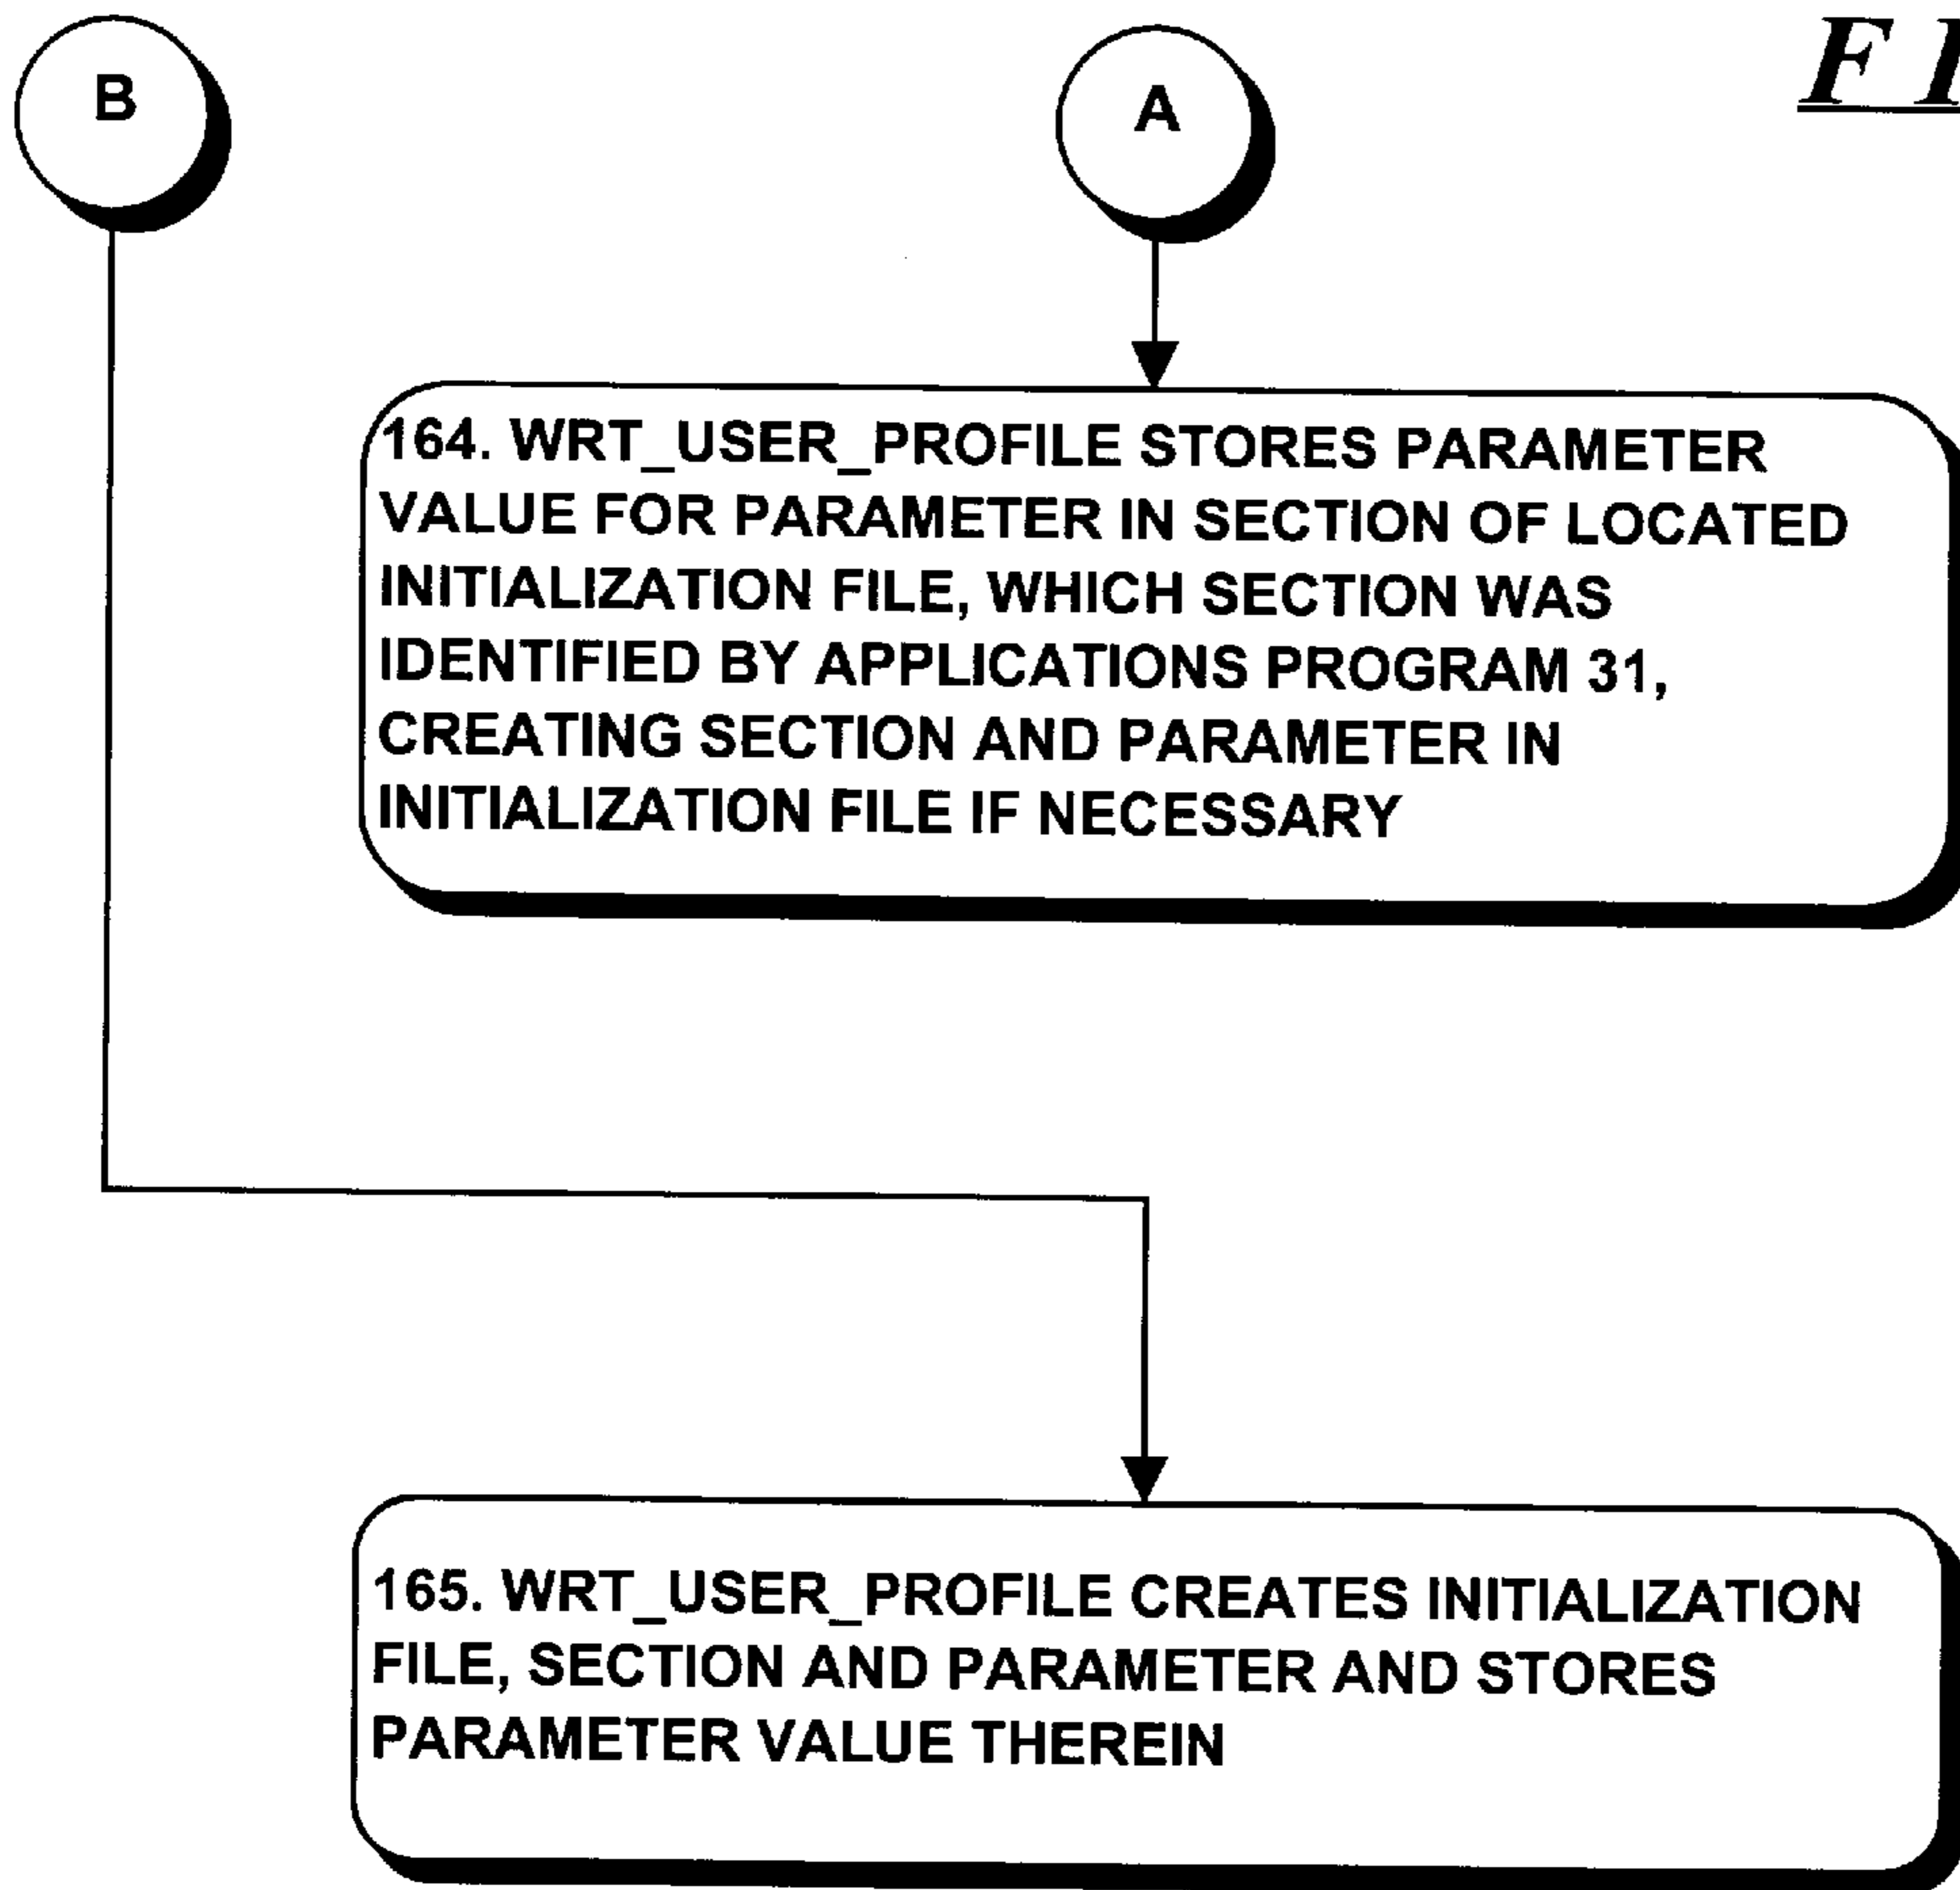 B
A
164. WRT_USER_PROFILE STORES PARAMETER
VALUE FOR PARAMETER IN SECTION OF LOCATED
INITIALIZATION FILE, WHICH SECTION WAS
IDENTIFIED BY APPLICATIONS PROGRAM 31,
CREATING SECTION AND PARAMETER IN
INITIALIZATION FILE IF NECESSARY
165. WRT_USER_PROFILE CREATES INITIALIZATION
FILE, SECTION AND PARAMETER AND STORES
PARAMETER VALUE THEREIN